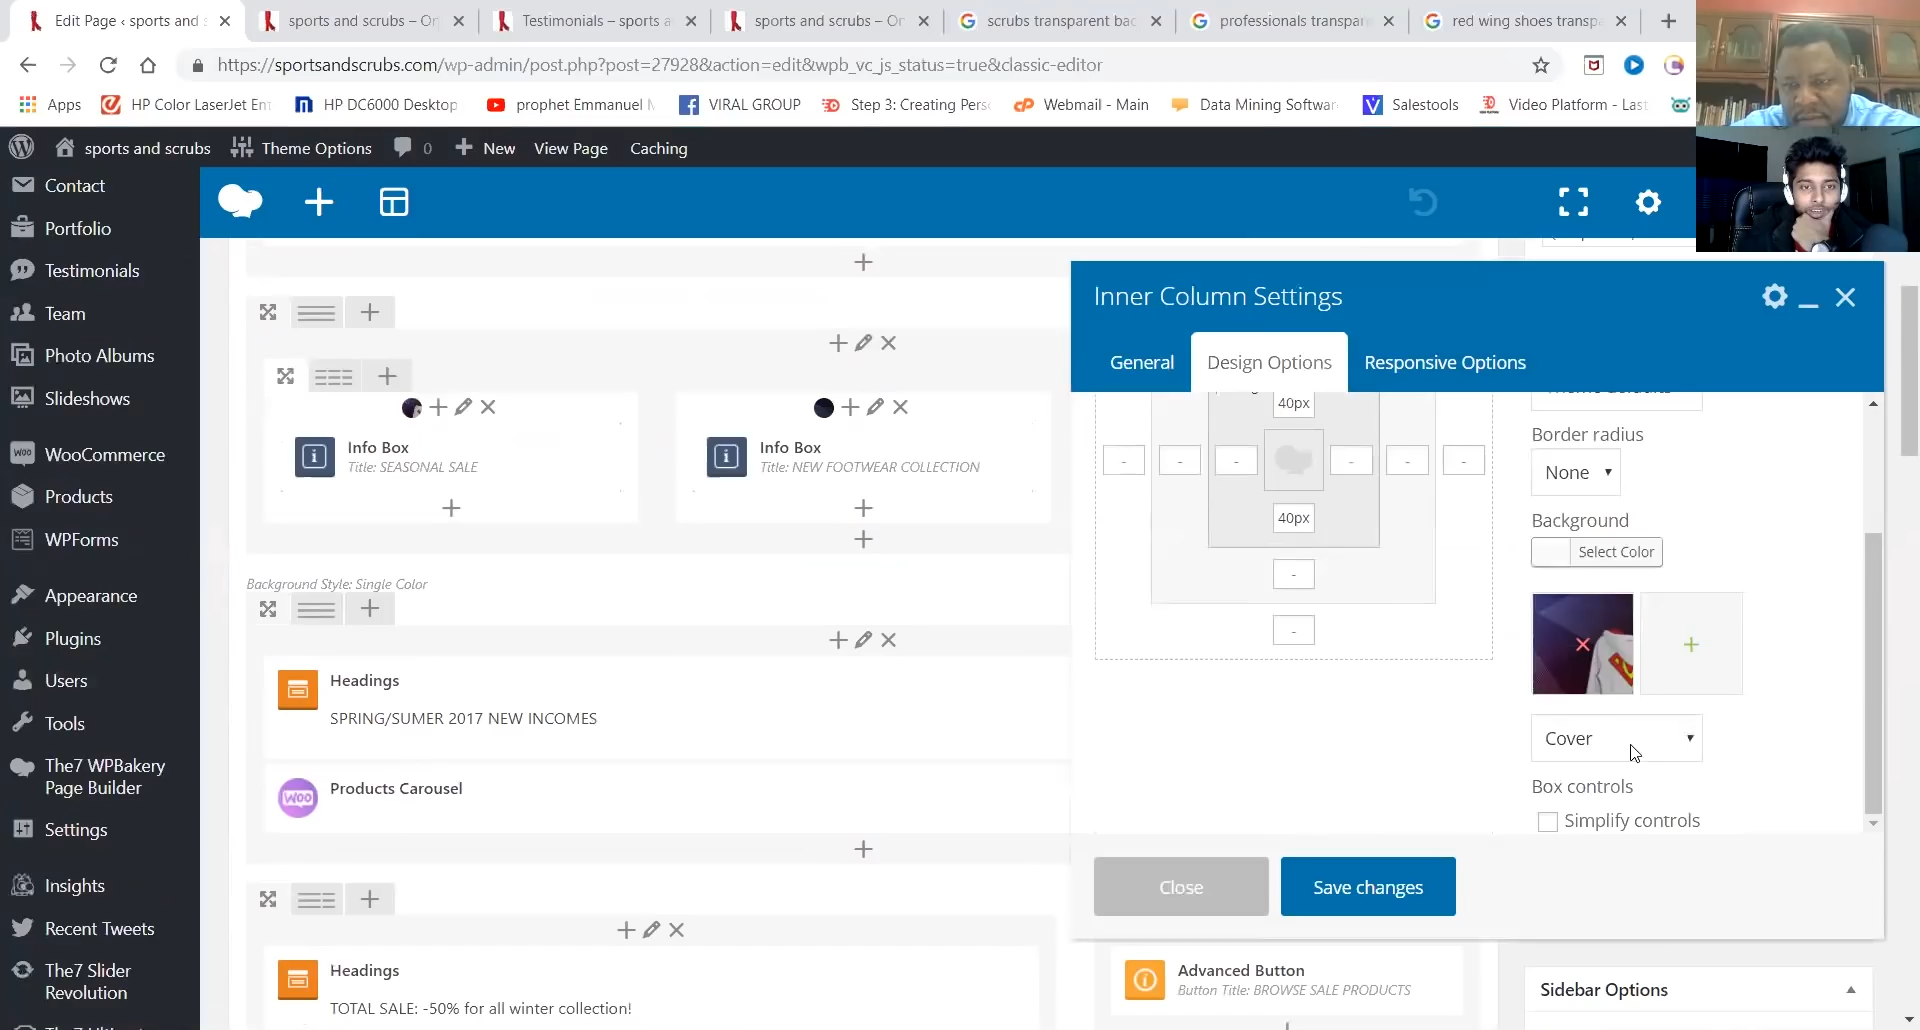 Edit Page ‹ sports and s
sports and scrubs – On
Testimonials – sports a
sports and scrubs – On
scrubs transparent bac
professionals transpar
red wing shoes transpa
https://sportsandscrubs.com/wp-admin/post.php?post=27928&action=edit&wpb_vc_js_status=true&classic-editor
Apps
HP Color LaserJet Ent
HP DC6000 Desktop
prophet Emmanuel M
VIRAL GROUP
Step 3: Creating Pers
Webmail - Main
Data Mining Softwar
Salestools
Video Platform - Last
sports and scrubs
Theme Options
0
New
View Page
Caching
Contact
Portfolio
Testimonials
Team
Photo Albums
Slideshows
WooCommerce
Products
WPForms
Appearance
Plugins
Users
Tools
The7 WPBakery
Page Builder
Settings
Insights
Recent Tweets
The7 Slider
Revolution
Info Box
Title: SEASONAL SALE
Info Box
Title: NEW FOOTWEAR COLLECTION
Background Style: Single Color
Headings
SPRING/SUMER 2017 NEW INCOMES
Products Carousel
Headings
TOTAL SALE: -50% for all winter collection!
Inner Column Settings
General
Design Options
Responsive Options
40px
- - - - - -
40px
-
-
Border radius
None
Background
Select Color
Cover
Box controls
Simplify controls
Close
Save changes
Advanced Button
Button Title: BROWSE SALE PRODUCTS
Sidebar Options